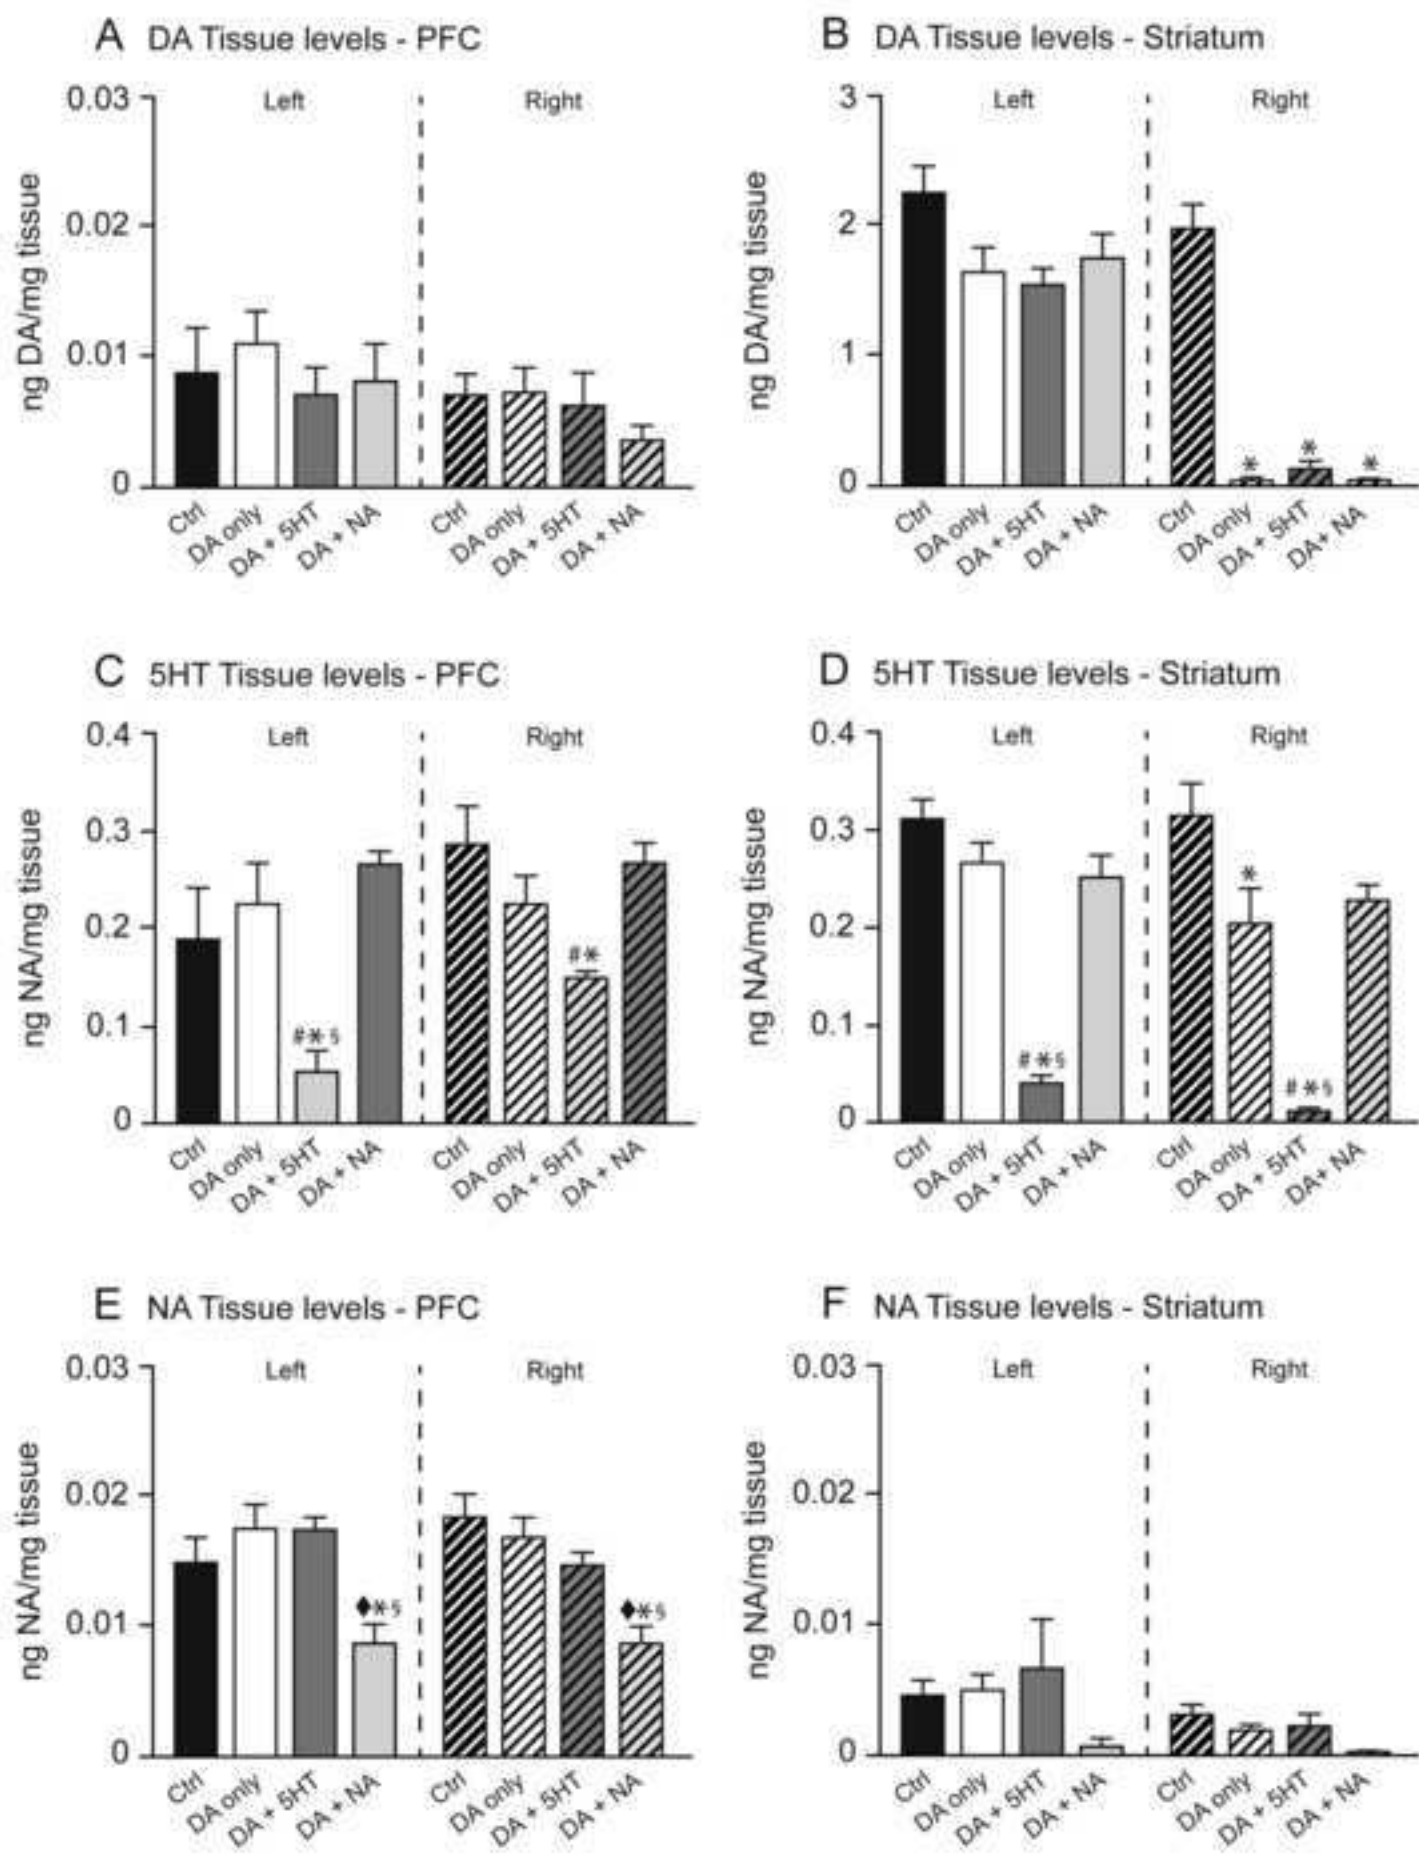 A DA Tissue levels - PFC
ng DA/mg tissue
0.03
0.02
0.01
0
Left
Right
Ctrl
DA only
DA + 5HT
DA + NA
Ctrl
DA only
DA + 5HT
DA + NA
B DA Tissue levels - Striatum
ng DA/mg tissue
3
2
1
0
Left
Right
*
*
*
Ctrl
DA only
DA + 5HT
DA + NA
Ctrl
DA only
DA + 5HT
DA+ NA
C 5HT Tissue levels - PFC
ng NA/mg tissue
0.4
0.3
0.2
0.1
0
Left
Right
#*§
#*
Ctrl
DA only
DA + 5HT
DA + NA
Ctrl
DA only
DA + 5HT
DA + NA
D 5HT Tissue levels - Striatum
ng NA/mg tissue
0.4
0.3
0.2
0.1
0
Left
Right
#*§
*
#*§
Ctrl
DA only
DA + 5HT
DA + NA
Ctrl
DA only
DA + 5HT
DA+ NA
E NA Tissue levels - PFC
ng NA/mg tissue
0.03
0.02
0.01
0
Left
Right
♦*§
♦*§
Ctrl
DA only
DA + 5HT
DA + NA
Ctrl
DA only
DA + 5HT
DA + NA
F NA Tissue levels - Striatum
ng NA/mg tissue
0.03
0.02
0.01
0
Left
Right
Ctrl
DA only
DA + 5HT
DA + NA
Ctrl
DA only
DA + 5HT
DA + NA